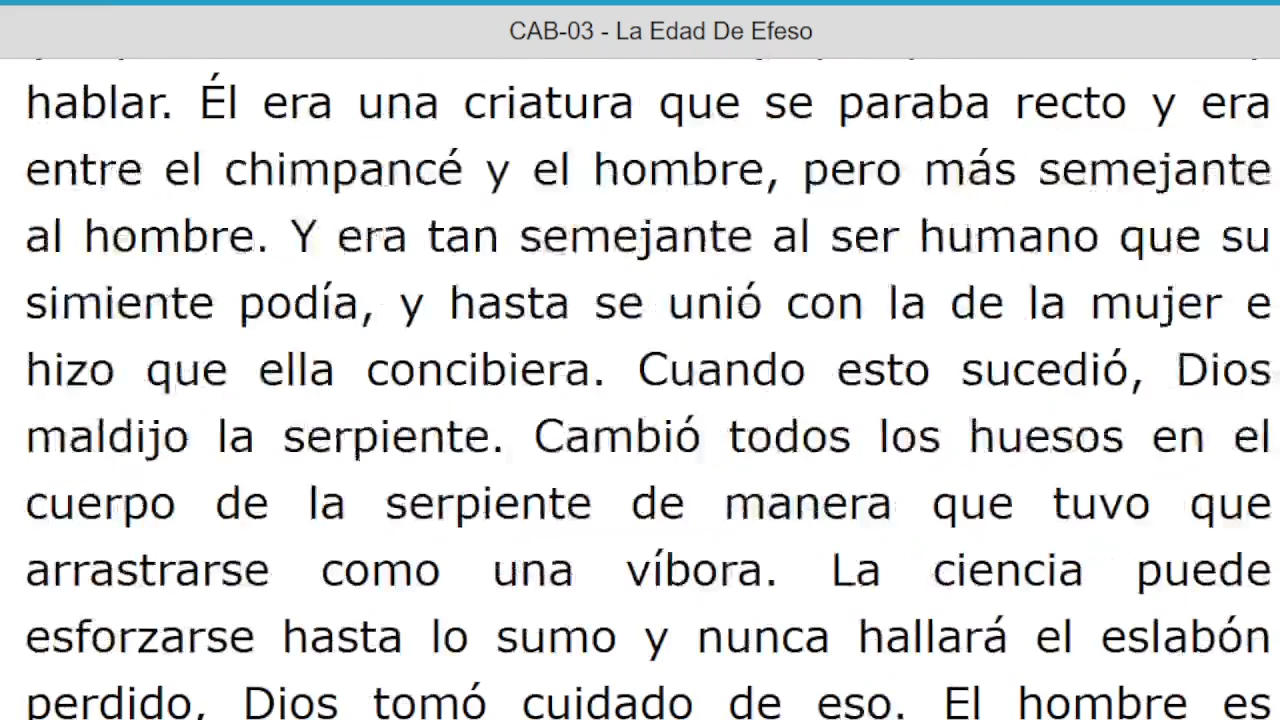 CAB-03 - La Edad De Efeso
hablar. Él era una criatura que se paraba recto y era
entre el chimpancé y el hombre, pero más semejante
al hombre. Y era tan semejante al ser humano que su
simiente podía, y hasta se unió con la de la mujer e
hizo que ella concibiera. Cuando esto sucedió, Dios
maldijo la serpiente. Cambió todos los huesos en el
cuerpo de la serpiente de manera que tuvo que
arrastrarse como una víbora. La ciencia puede
esforzarse hasta lo sumo y nunca hallará el eslabón
perdido, Dios tomó cuidado de eso. El hombre es